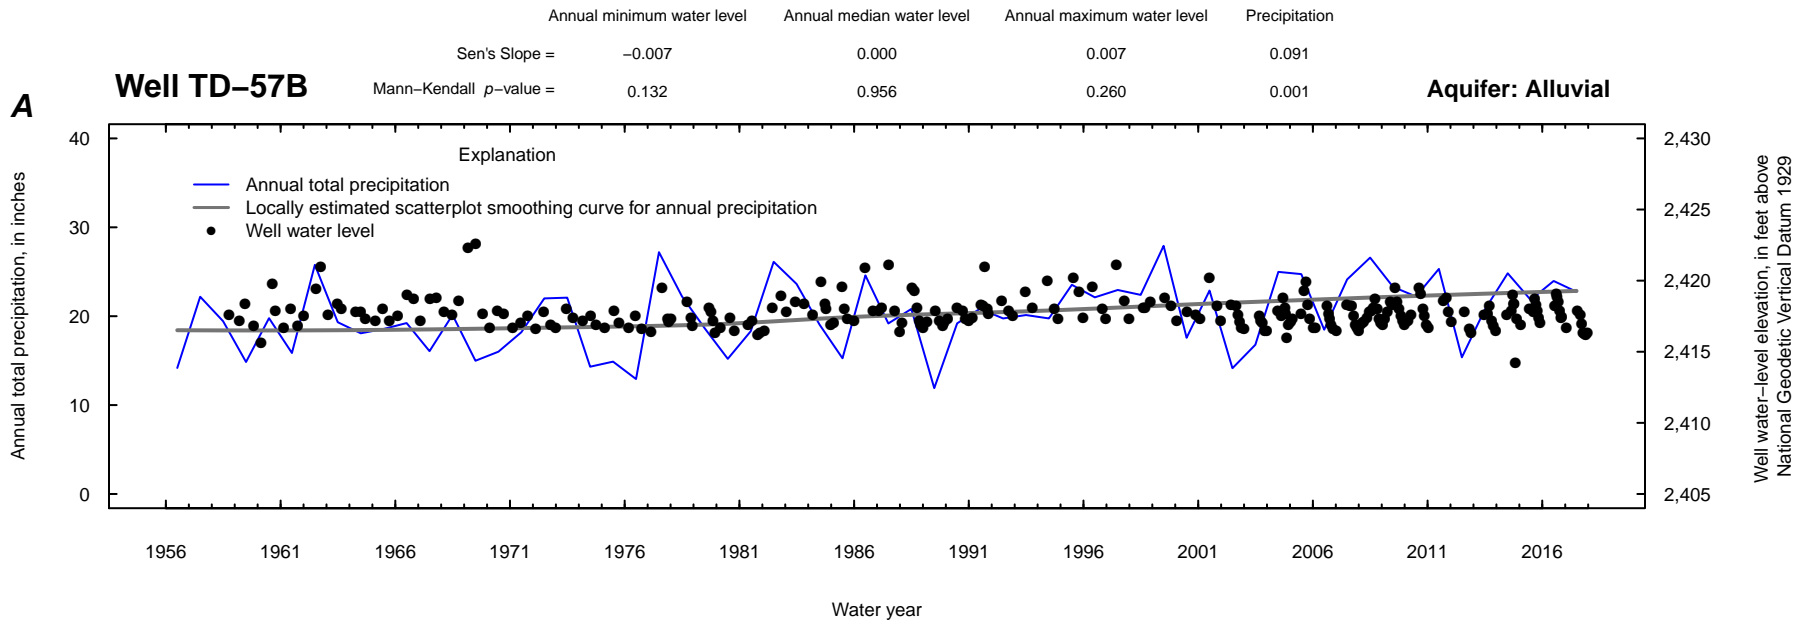 Annual minimum water level Annual median water level Annual maximum water level Precipitation
Sen's Slope = −0.007 0.000 0.007 0.091
Well TD−57B Mann−Kendall p−value = 0.132 0.956 0.260 0.001 Aquifer: Alluvial
A
Explanation
Annual total precipitation
Locally estimated scatterplot smoothing curve for annual precipitation
Well water level
Annual total precipitation, in inches
40
30
20
10
0
2,430
2,425
2,420
2,415
2,410
2,405
Well water−level elevation, in feet above
National Geodetic Vertical Datum 1929
1956 1961 1966 1971 1976 1981 1986 1991 1996 2001 2006 2011 2016
Water year